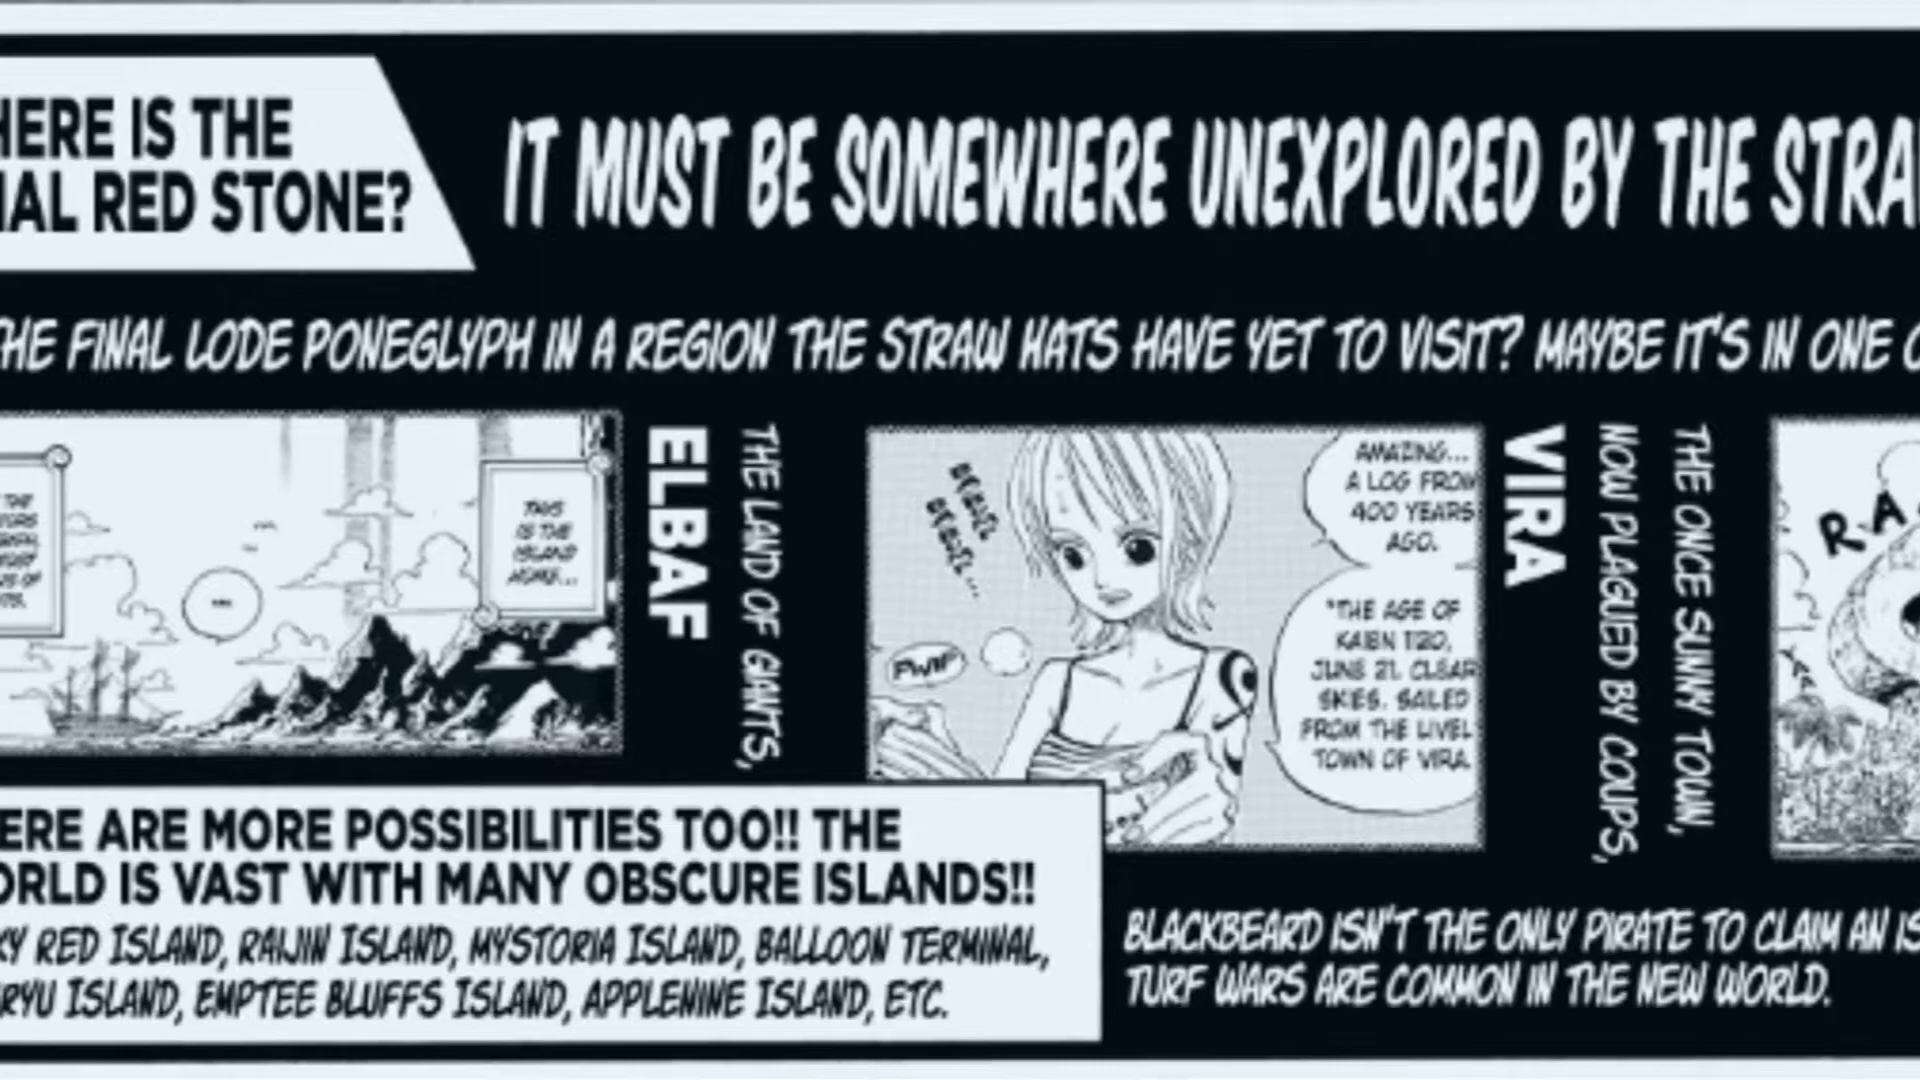 HERE IS THE
NAL RED STONE?
IT MUST BE SOMEWHERE UNEXPLORED BY THE STRA
THE FINAL LODE PONEGLYPH IN A REGION THE STRAW HATS HAVE YET TO VISIT? MAYBE IT'S IN ONE O
THE
OF
...
THIS
IS THE
ISLAND
HOME...
ELBAF
THE LAND OF GIANTS,
FWIP
AMAZING...
A LOG FROM
400 YEARS
AGO.
"THE AGE OF
KAIEN 1120,
JUNE 21. CLEAR
SKIES. SAILED
FROM THE LIVEL
TOWN OF VIRA.
VIRA
THE ONCE SUNNY TOWN,
NOW PLAGUED BY COUPS,
RA
ERE ARE MORE POSSIBILITIES TOO!! THE
ORLD IS VAST WITH MANY OBSCURE ISLANDS!!
KY RED ISLAND, RAIJIN ISLAND, MYSTORIA ISLAND, BALLOON TERMINAL,
RYU ISLAND, EMPTEE BLUFFS ISLAND, APPLENINE ISLAND, ETC.
BLACKBEARD ISN'T THE ONLY PIRATE TO CLAIM AN IS
TURF WARS ARE COMMON IN THE NEW WORLD.